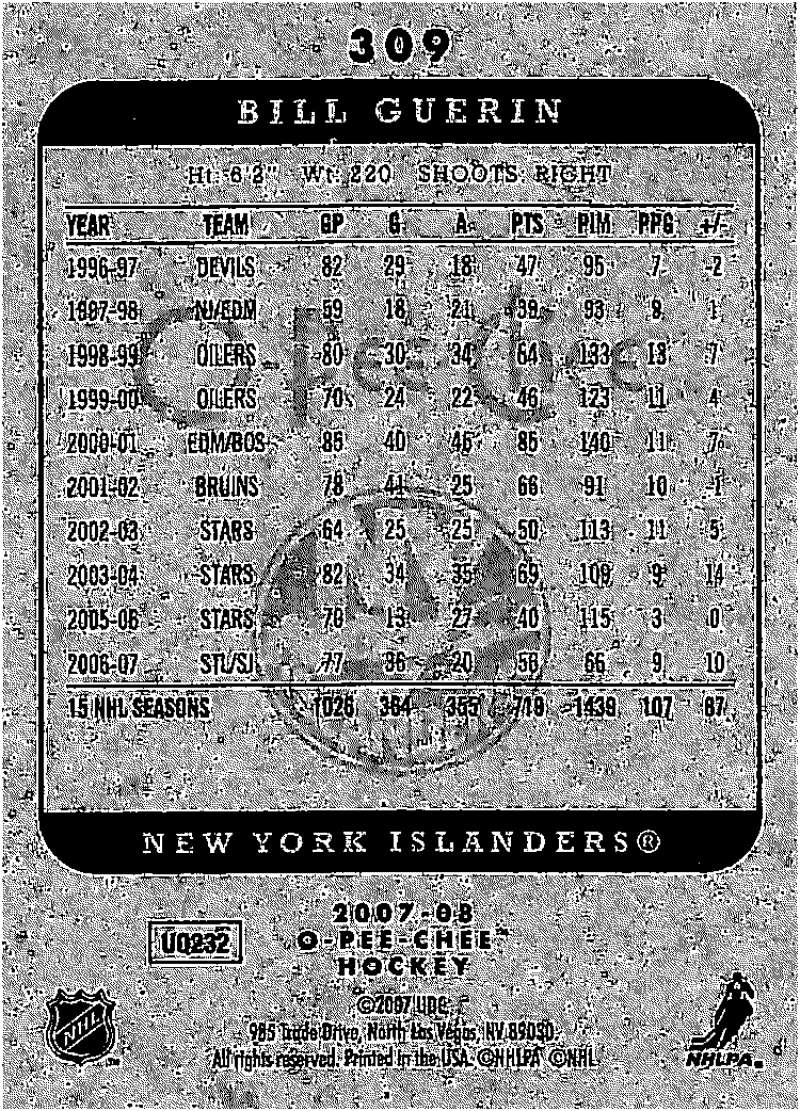 309
BILL GUERIN
Ht: 6'2" Wt: 220 SHOOTS: RIGHT
YEAR TEAM GP G A PTS PIM PPG +/-
1996-97 DEVILS 82 29 18 47 95 7 -2
1997-98 NJ/EDM 59 18 21 39 93 9 1
1998-99 OILERS 80 30 34 64 133 13 7
1999-00 OILERS 70 24 22 46 123 11 4
2000-01 EDM/BOS 85 40 45 85 140 11 7
2001-02 BRUINS 78 41 25 66 91 10 -1
2002-03 STARS 64 25 25 50 113 11 5
2003-04 STARS 82 34 35 69 109 9 14
2005-06 STARS 70 13 27 40 115 3 0
2006-07 STL/SJ 77 36 20 56 66 9 10
15 NHL SEASONS 1026 364 355 719 1439 107 87
O-Pee-Chee
NEW YORK ISLANDERS®
2007-08
UO232 O-PEE-CHEE™
HOCKEY
©2007 UDC
985 Trade Drive, North Las Vegas, NV 89030.
All rights reserved. Printed in the USA. ©NHLPA ©NHL
NHL
NHLPA